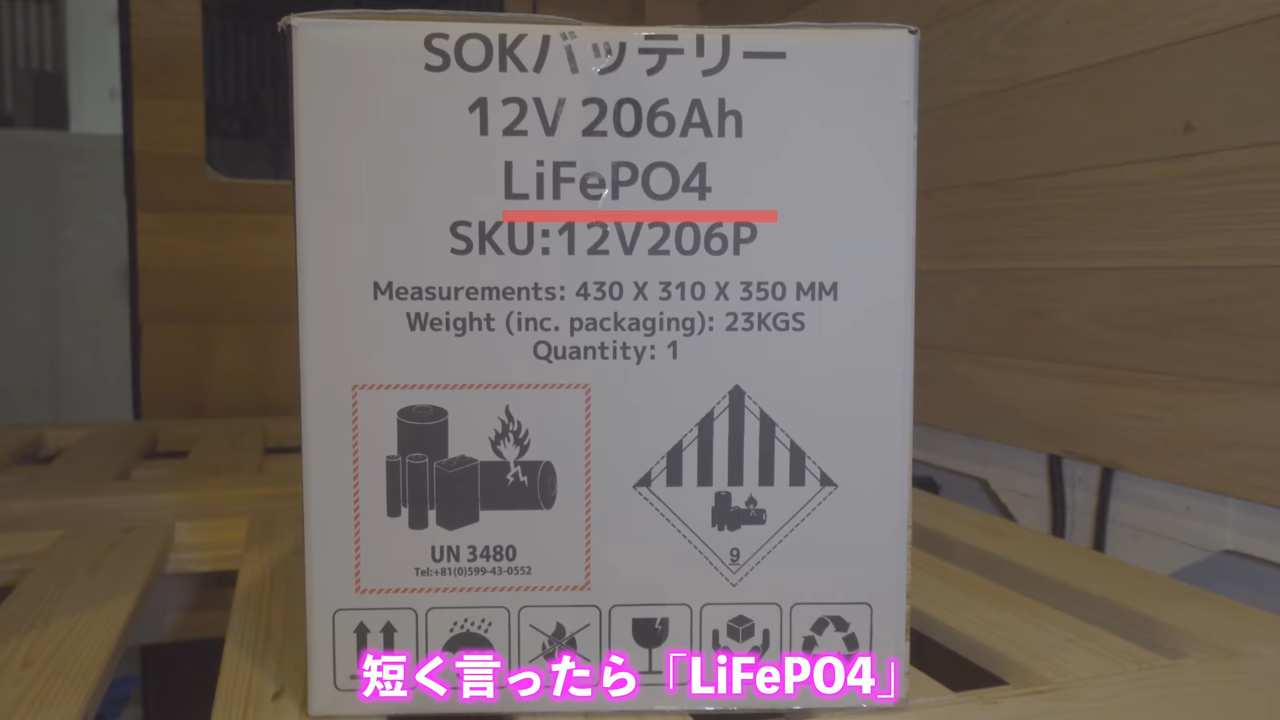 SOKバッテリー
12V 206Ah
LiFePO4
SKU:12V206P
Measurements: 430 X 310 X 350 MM
Weight (inc. packaging): 23KGS
Quantity: 1
UN 3480
Tel:+81(0)599-43-0552
9
短く言ったら「LiFePO4」